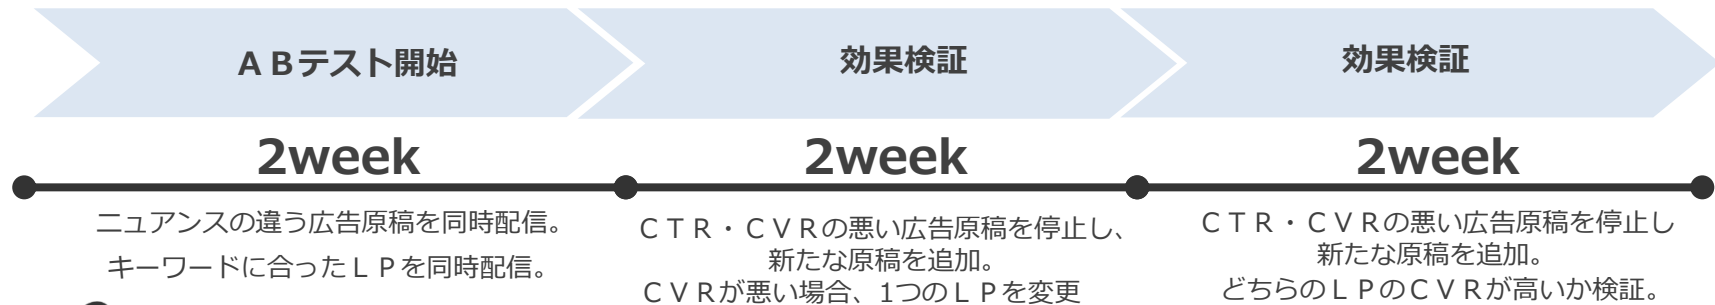 ＡＢテスト開始
効果検証
効果検証
2week
2week
2week
ニュアンスの違う広告原稿を同時配信。
キーワードに合ったＬＰを同時配信。
ＣＴＲ・ＣＶＲの悪い広告原稿を停止し、
新たな原稿を追加。
ＣＶＲが悪い場合、1つのＬＰを変更
ＣＴＲ・ＣＶＲの悪い広告原稿を停止し
新たな原稿を追加。
どちらのＬＰのＣＶＲが高いか検証。